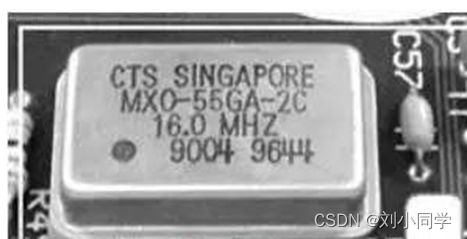 CTS SINGAPORE
MXO-55GA-2C
16.0 MHZ
9004 9644
C57
R4
CSDN @刘小同学